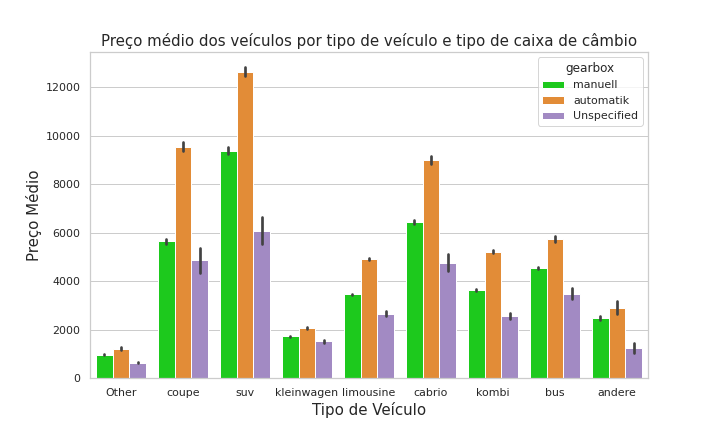 Preço médio dos veículos por tipo de veículo e tipo de caixa de câmbio
gearbox
manuell
automatik
Unspecified
Preço Médio
12000
10000
8000
6000
4000
2000
0
Other coupe suv kleinwagen limousine cabrio kombi bus andere
Tipo de Veículo